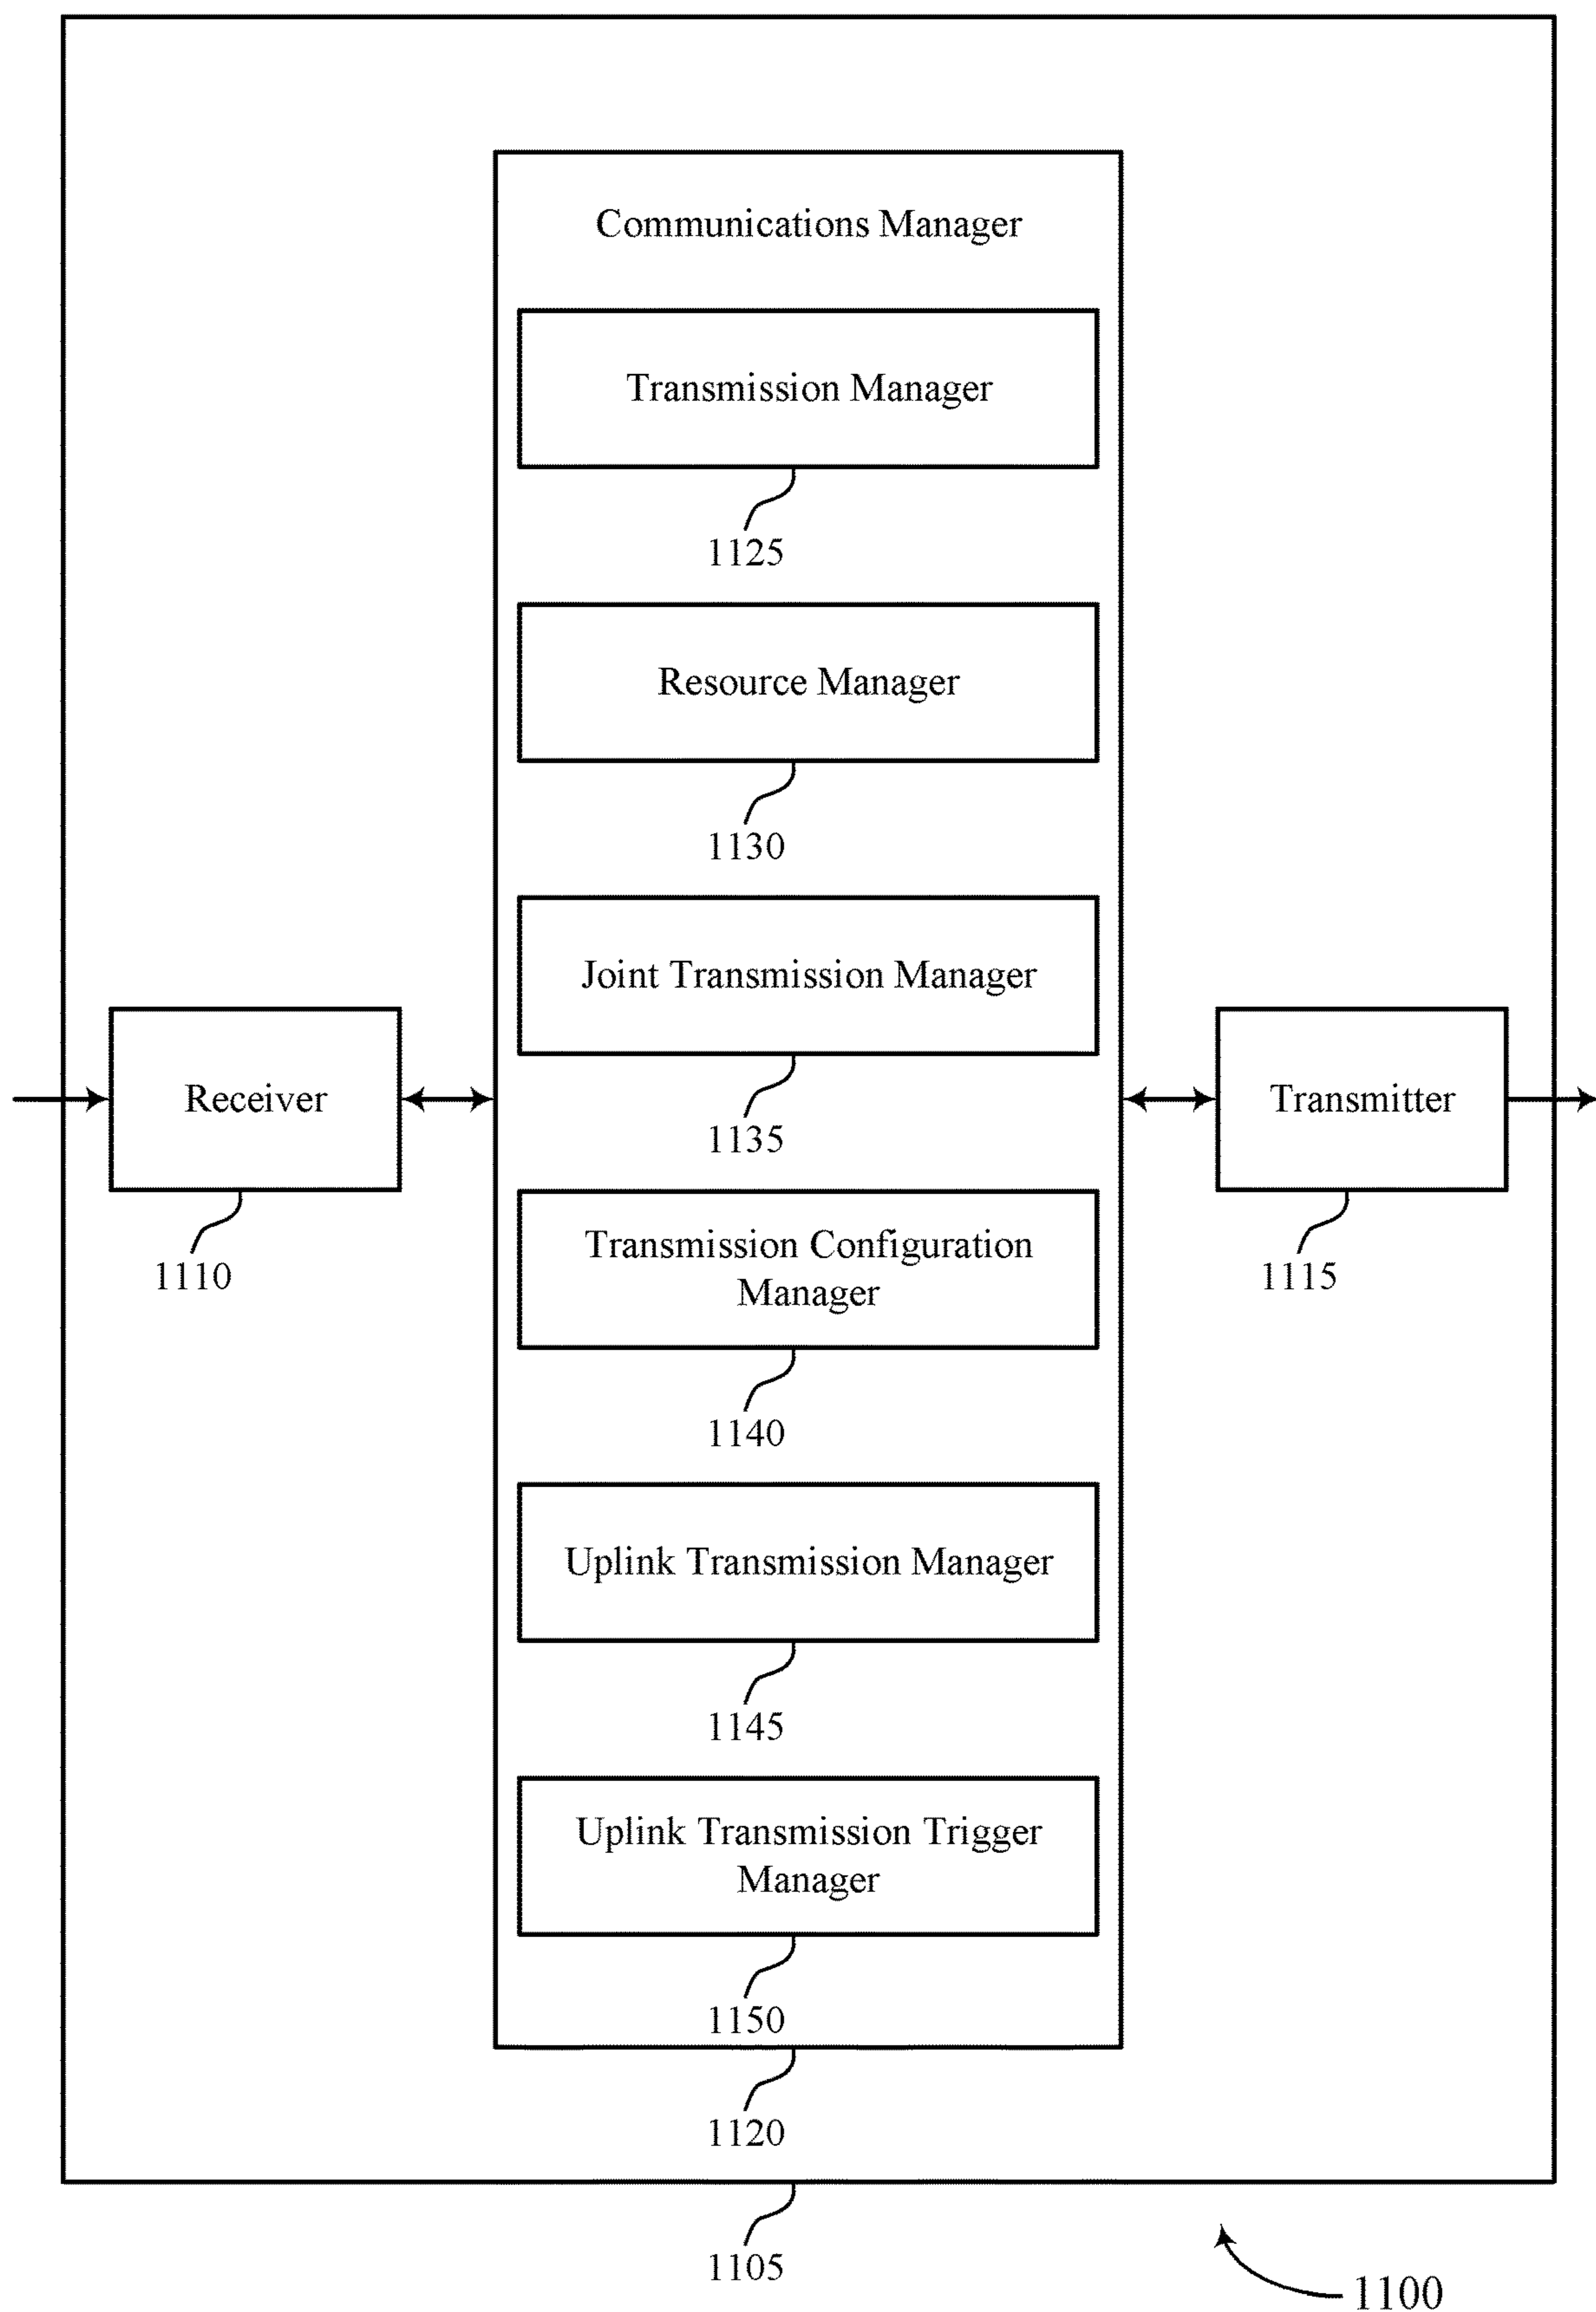 Communications Manager
Transmission Manager
1125
Resource Manager
1130
Joint Transmission Manager
1135
Receiver
1110
Transmitter
1115
Transmission Configuration
Manager
1140
Uplink Transmission Manager
1145
Uplink Transmission Trigger
Manager
1150
1120
1105
1100